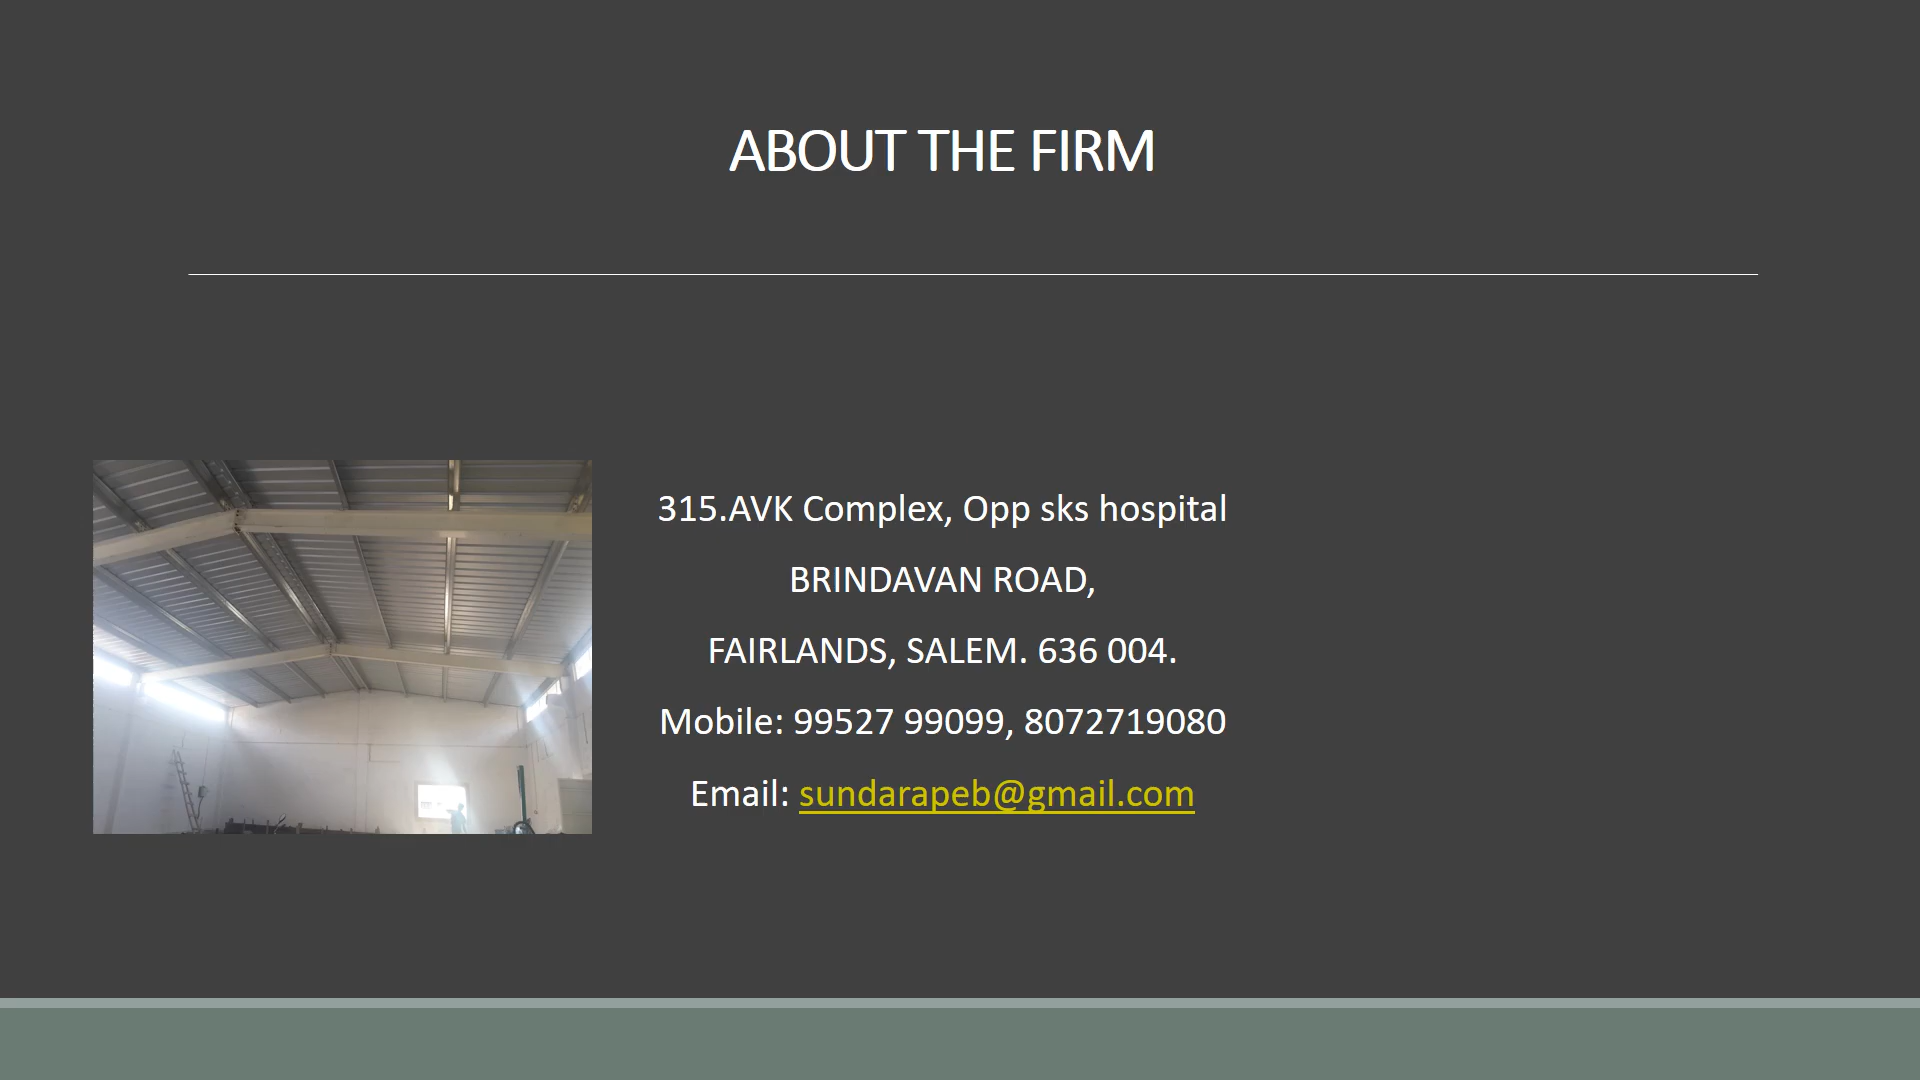 ABOUT THE FIRM
315.AVK Complex, Opp sks hospital
BRINDAVAN ROAD,
FAIRLANDS, SALEM. 636 004.
Mobile: 99527 99099, 8072719080
Email: sundarapeb@gmail.com